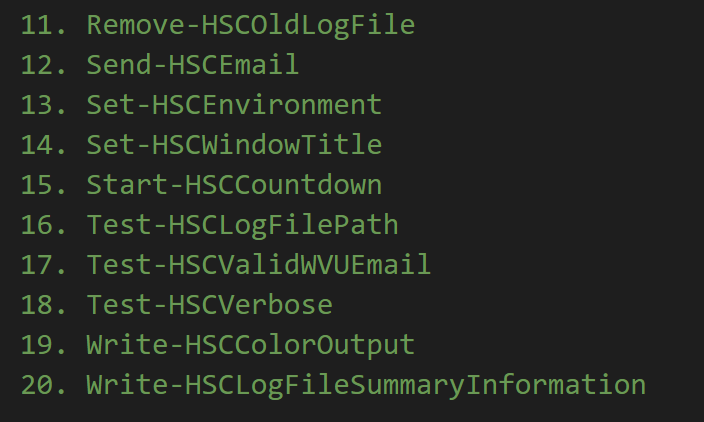 11. Remove-HSCOldLogFile
12. Send-HSCEmail
13. Set-HSCEnvironment
14. Set-HSCWindowTitle
15. Start-HSCCountdown
16. Test-HSCLogFilePath
17. Test-HSCValidWVUEmail
18. Test-HSCVerbose
19. Write-HSCColorOutput
20. Write-HSCLogFileSummaryInformation